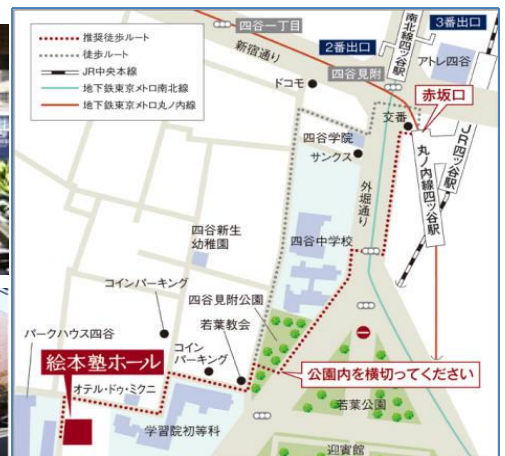 推奨徒歩ルート
徒歩ルート
JR中央本線
地下鉄東京メトロ南北線
地下鉄東京メトロ丸ノ内線
四谷一丁目
新宿通り
ドコモ
2番出口
四谷見附
南北線四ツ谷駅
3番出口
アトレ四谷
赤坂口
交番
丸ノ内線四ツ谷駅
JR四ツ谷駅
四谷学院
サンクス
外堀通り
四谷新生
幼稚園
四谷中学校
コインパーキング
四谷見附公園
パークハウス四谷
コイン
パーキング
若葉教会
絵本塾ホール
オテル・ドゥ・ミクニ
公園内を横切ってください
若葉公園
学習院初等科
迎賓館